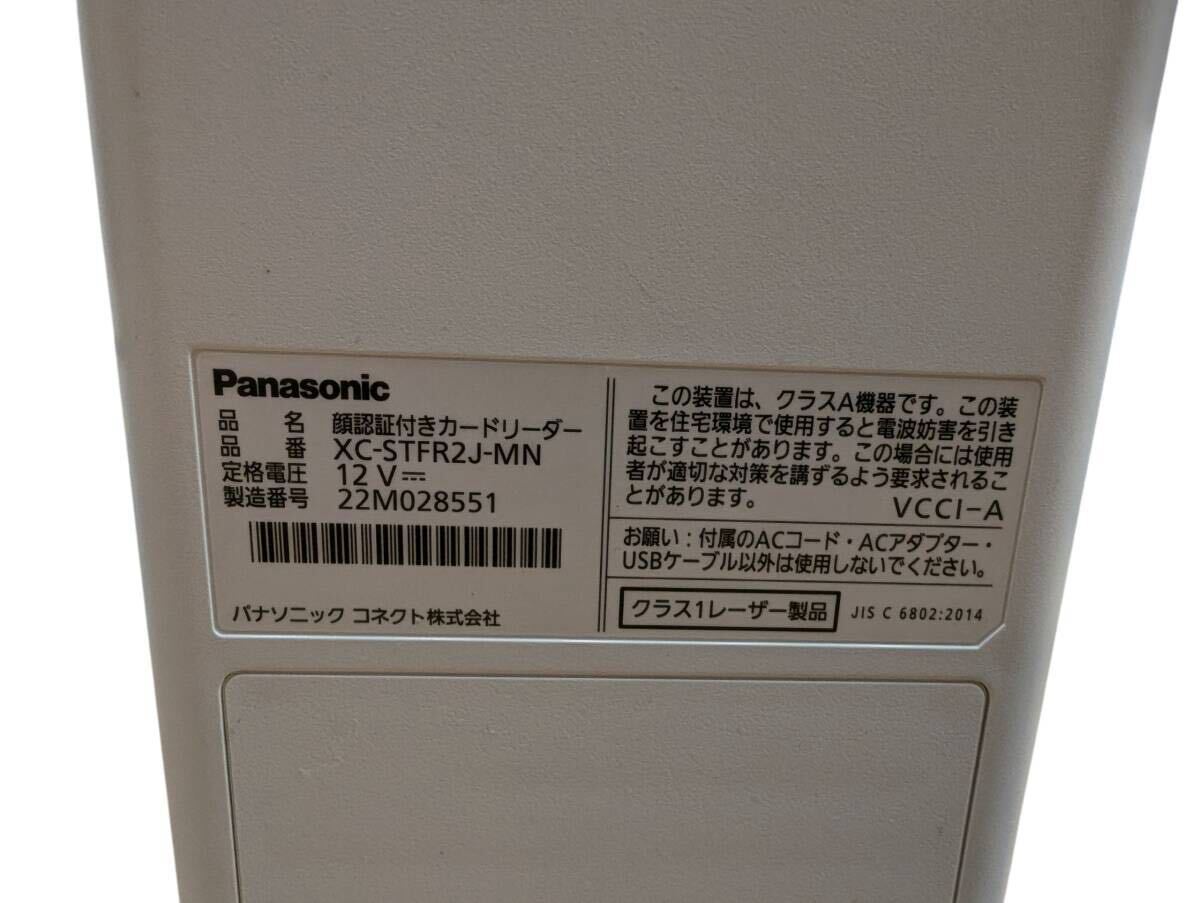 Panasonic
品名 顔認証付きカードリーダー
品番 XC-STFR2J-MN
定格電圧 12 V⎓
製造番号 22M028551
パナソニック コネクト株式会社
この装置は、クラスA機器です。この装
置を住宅環境で使用すると電波妨害を引き
起こすことがあります。この場合には使用
者が適切な対策を講ずるよう要求されるこ
とがあります。 VCCI-A
お願い:付属のACコード・ACアダプター・
USBケーブル以外は使用しないでください。
クラス1レーザー製品 JIS C 6802:2014